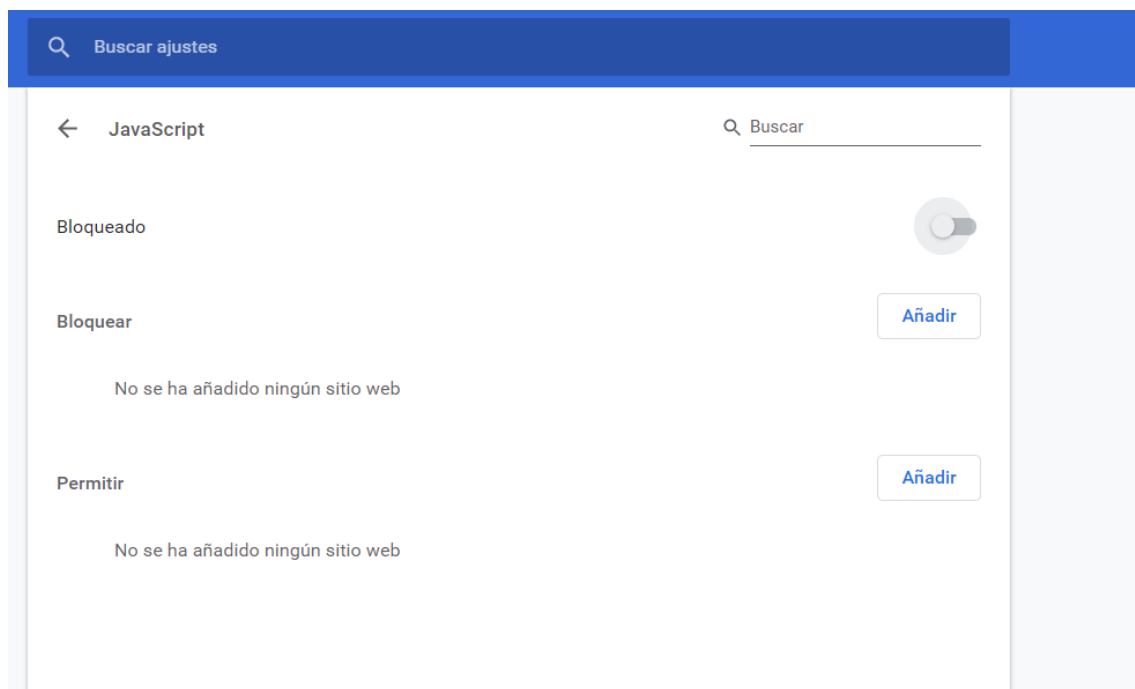 Buscar ajustes
JavaScript
Buscar
Bloqueado
Bloquear
Añadir
No se ha añadido ningún sitio web
Permitir
Añadir
No se ha añadido ningún sitio web